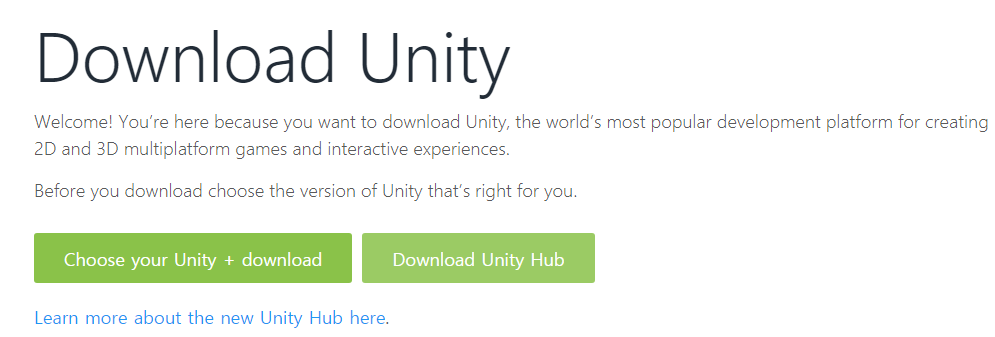 Download Unity
Welcome! You’re here because you want to download Unity, the world’s most popular development platform for creating
2D and 3D multiplatform games and interactive experiences.
Before you download choose the version of Unity that’s right for you.
Choose your Unity + download
Download Unity Hub
Learn more about the new Unity Hub here.